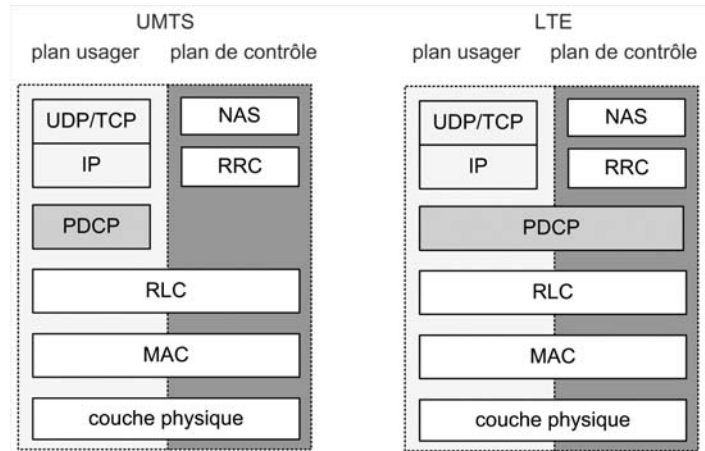 UMTS
plan usager plan de contrôle
UDP/TCP
NAS
IP
RRC
PDCP
RLC
MAC
couche physique
LTE
plan usager plan de contrôle
UDP/TCP
NAS
IP
RRC
PDCP
RLC
MAC
couche physique